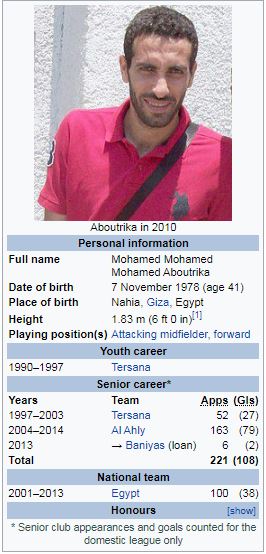 Aboutrika in 2010
Personal information
Full name Mohamed Mohamed
Mohamed Aboutrika
Date of birth 7 November 1978 (age 41)
Place of birth Nahia, Giza, Egypt
Height 1.83 m (6 ft 0 in)[1]
Playing position(s) Attacking midfielder, forward
Youth career
1990–1997 Tersana
Senior career*
Years Team Apps (Gls)
1997–2003 Tersana 52 (27)
2004–2014 Al Ahly 163 (79)
2013 → Baniyas (loan) 6 (2)
Total 221 (108)
National team
2001–2013 Egypt 100 (38)
Honours [show]
* Senior club appearances and goals counted for the
domestic league only